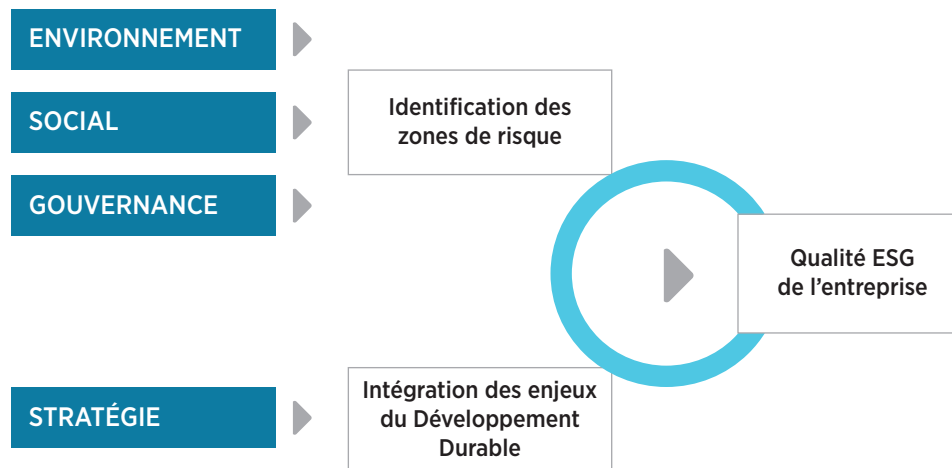 ENVIRONNEMENT
SOCIAL
GOUVERNANCE
Identification des
zones de risque
Qualité ESG
de l’entreprise
STRATÉGIE
Intégration des enjeux
du Développement
Durable